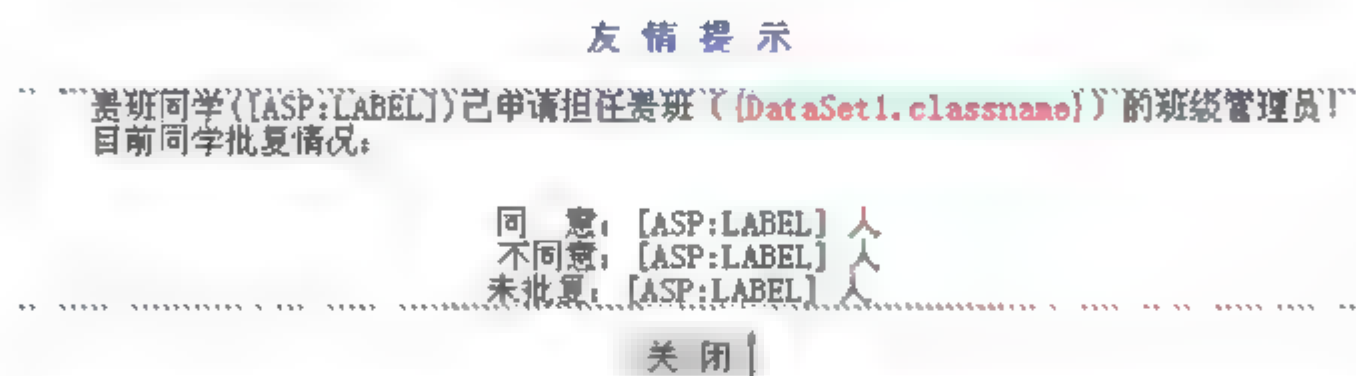 友 情 提 示
贵班同学([ASP:LABEL])己申请担任贵班({DataSet1.classname})的班级管理员!
目前同学批复情况:
同 意: [ASP:LABEL] 人
不同意: [ASP:LABEL] 人
未批复: [ASP:LABEL] 人
关 闭